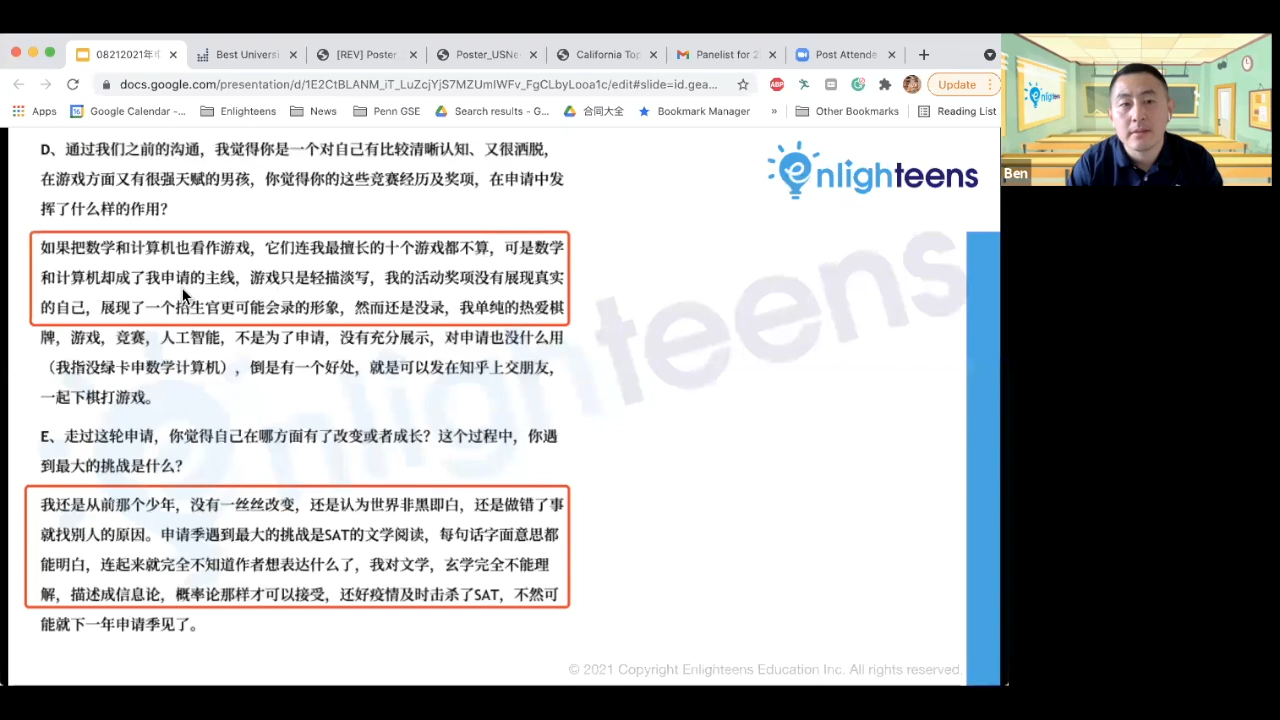 08212021年
Best Universi
[REV] Poster
Poster_USNe
California Top
Panelist for 2
Post Attende
docs.google.com/presentation/d/1E2CtBLANM_iT_LuZqiYjS7MZUmIWFv_FgCLbyLooa1c/edit#slide=id.gea...
ABP
Update
Apps
Google Calendar -...
Enlighteens
News
Penn GSE
Search results - G...
合同大全
Bookmark Manager
»
Other Bookmarks
Reading List
D、通过我们之前的沟通，我觉得你是一个对自己有比较清晰认知、又很洒脱，
在游戏方面又有很强天赋的男孩，你觉得你的这些竞赛经历及奖项，在申请中发
挥了什么样的作用？
如果把数学和计算机也看作游戏，它们连我最擅长的十个游戏都不算，可是数学
和计算机却成了我申请的主线，游戏只是轻描淡写，我的活动奖项没有展现真实
的自己，展现了一个招生官更可能会录的形象，然而还是没录，我单纯的热爱棋
牌，游戏，竞赛，人工智能，不是为了申请，没有充分展示，对申请也没什么用
（我指没绿卡申数学计算机），倒是有一个好处，就是可以发在知乎上交朋友，
一起下棋打游戏。
E、走过这轮申请，你觉得自己在哪方面有了改变或者成长？这个过程中，你遇
到最大的挑战是什么？
我还是从前那个少年，没有一丝丝改变，还是认为世界非黑即白，还是做错了事
就找别人的原因。申请季遇到最大的挑战是SAT的文学阅读，每句话字面意思都
能明白，连起来就完全不知道作者想表达什么了，我对文学，玄学完全不能理
解，描述成信息论，概率论那样才可以接受，还好疫情及时击杀了SAT，不然可
能就下一年申请季见了。
enlighteens
enlighteens
© 2021 Copyright Enlighteens Education Inc. All rights reserved.
enlighteens
Ben